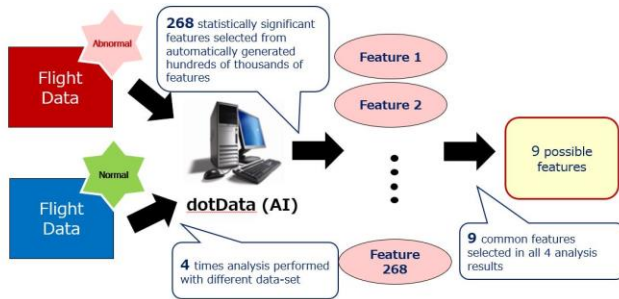 268 statistically significant
features selected from
automatically generated
hundreds of thousands of
features
Abnormal
Flight
Data
Normal
Flight
Data
dotData (AI)
4 times analysis performed
with different data-set
Feature 1
Feature 2
Feature
268
9 possible
features
9 common features
selected in all 4 analysis
results